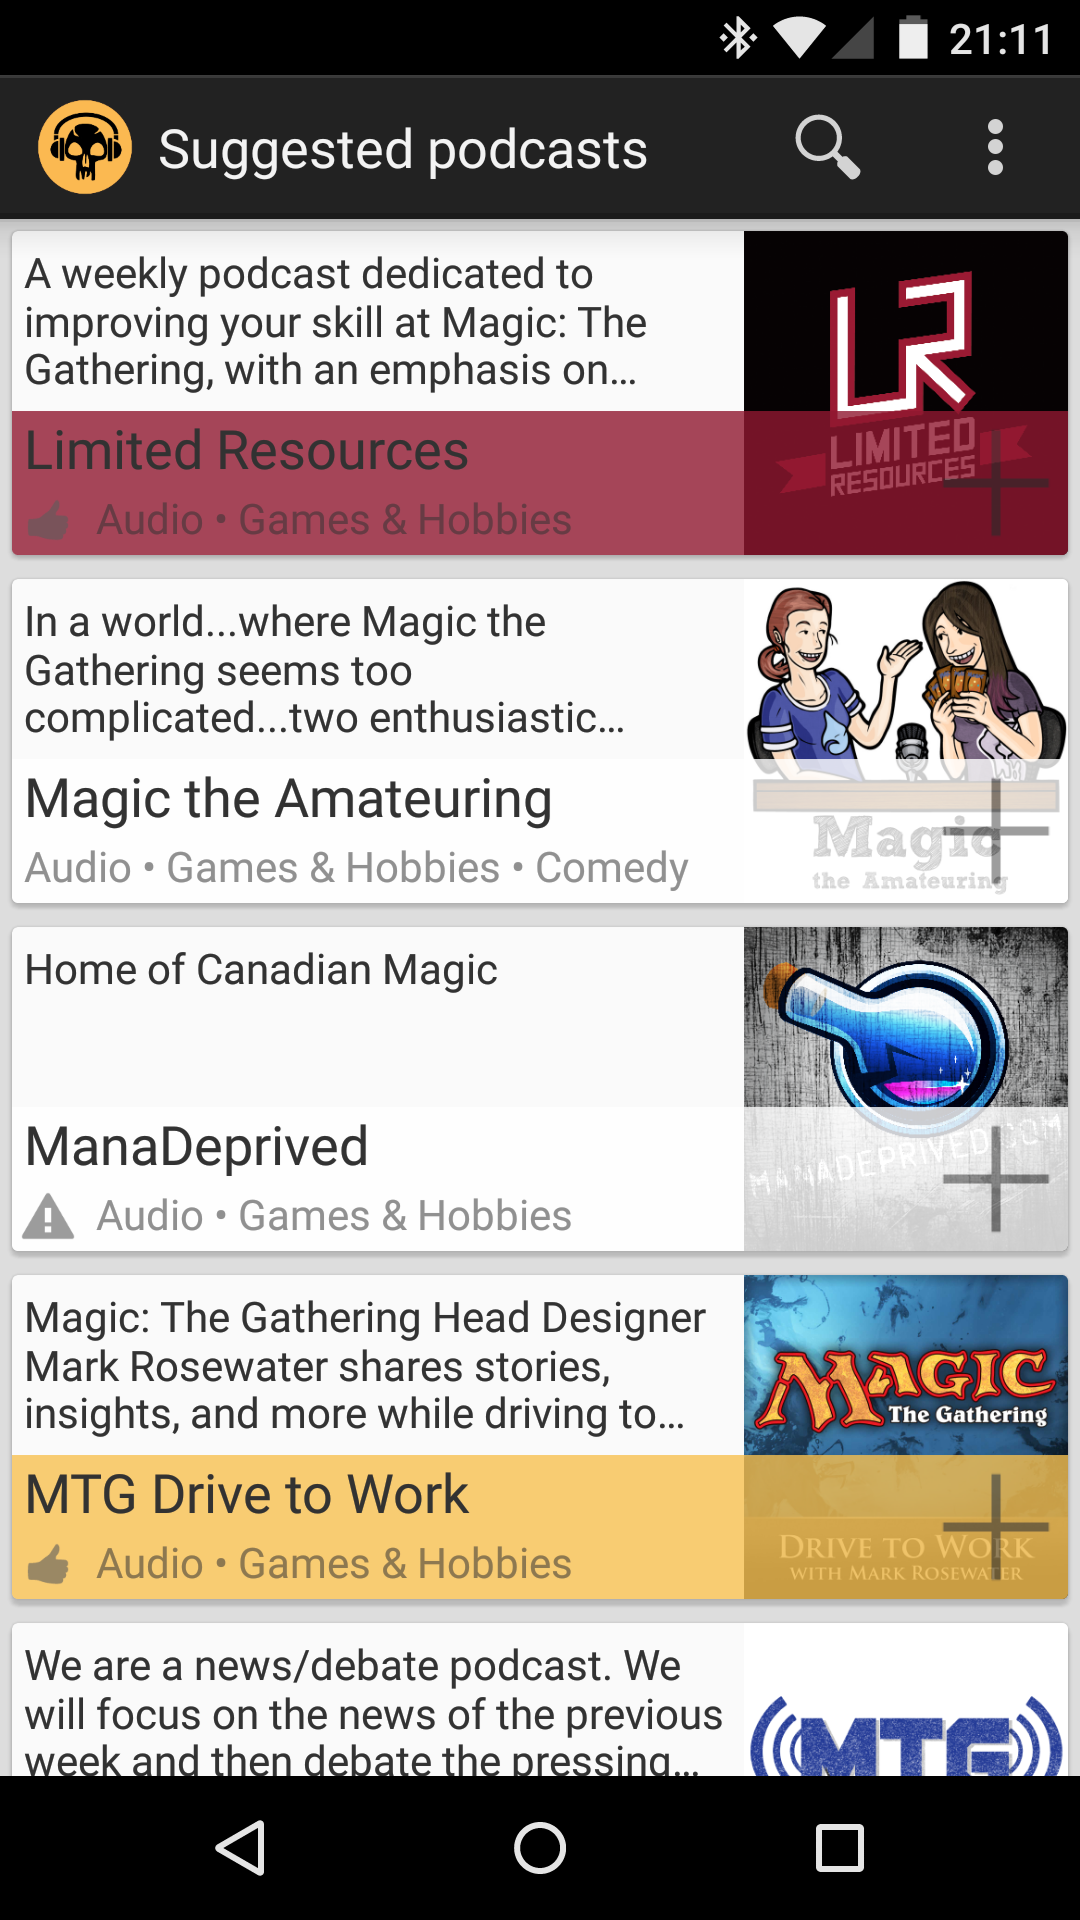 21:11
Suggested podcasts
A weekly podcast dedicated to
improving your skill at Magic: The
Gathering, with an emphasis on...
LR
LIMITED
RESOURCES
Limited Resources
Audio • Games & Hobbies
In a world...where Magic the
Gathering seems too
complicated...two enthusiastic...
Magic
the Amateuring
Magic the Amateuring
Audio • Games & Hobbies • Comedy
Home of Canadian Magic
MANADEPRIVED.COM
ManaDeprived
Audio • Games & Hobbies
Magic: The Gathering Head Designer
Mark Rosewater shares stories,
insights, and more while driving to...
MAGIC
The Gathering
DRIVE TO WORK
WITH MARK ROSEWATER
MTG Drive to Work
Audio • Games & Hobbies
We are a news/debate podcast. We
will focus on the news of the previous
week and then debate the pressing...
MTG